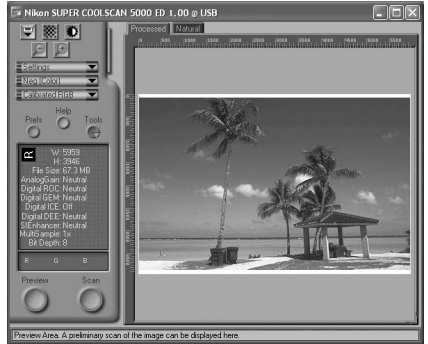 Nikon SUPER COOLSCAN 5000 ED 1.00 @ USB
Processed Natural
Settings
Neg (Color)
Calibrated RGB
Prefs Help Tools
R
W: 5959
H: 3946
File Size: 67.3 MB
AnalogGain: Neutral
Digital ROC: Neutral
Digital GEM: Neutral
Digital ICE: Off
Digital DEE: Neutral
StEnhancer: Neutral
MultiSample: 1x
Bit Depth: 8
R G B
Preview Scan
Preview Area. A preliminary scan of the image can be displayed here.